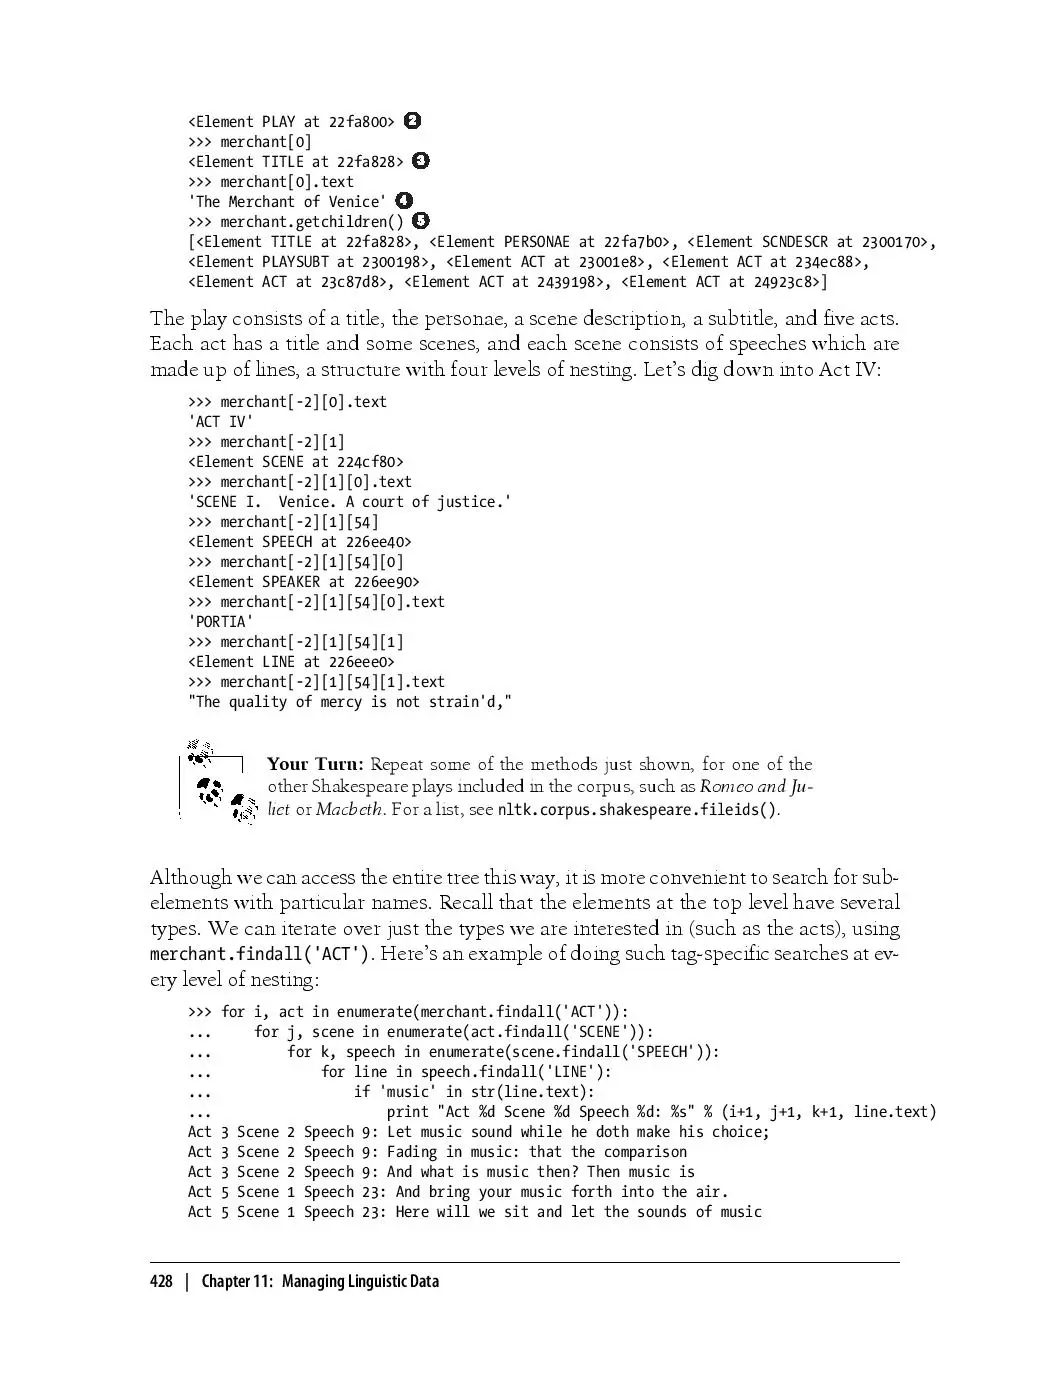 <Element PLAY at 22fa800> ❷
>>> merchant[0]
<Element TITLE at 22fa828> ❸
>>> merchant[0].text
'The Merchant of Venice' ❹
>>> merchant.getchildren() ❺
[<Element TITLE at 22fa828>, <Element PERSONAE at 22fa7b0>, <Element SCNDESCR at 2300170>,
<Element PLAYSUBT at 2300198>, <Element ACT at 23001e8>, <Element ACT at 234ec88>,
<Element ACT at 23c87d8>, <Element ACT at 2439198>, <Element ACT at 24923c8>]
The play consists of a title, the personae, a scene description, a subtitle, and five acts.
Each act has a title and some scenes, and each scene consists of speeches which are
made up of lines, a structure with four levels of nesting. Let's dig down into Act IV:
>>> merchant[-2][0].text
'ACT IV'
>>> merchant[-2][1]
<Element SCENE at 224cf80>
>>> merchant[-2][1][0].text
'SCENE I.  Venice. A court of justice.'
>>> merchant[-2][1][54]
<Element SPEECH at 226ee40>
>>> merchant[-2][1][54][0]
<Element SPEAKER at 226ee90>
>>> merchant[-2][1][54][0].text
'PORTIA'
>>> merchant[-2][1][54][1]
<Element LINE at 226eee0>
>>> merchant[-2][1][54][1].text
"The quality of mercy is not strain'd,"
Your Turn: Repeat some of the methods just shown, for one of the
other Shakespeare plays included in the corpus, such as Romeo and Ju-
liet or Macbeth. For a list, see nltk.corpus.shakespeare.fileids().
Although we can access the entire tree this way, it is more convenient to search for sub-
elements with particular names. Recall that the elements at the top level have several
types. We can iterate over just the types we are interested in (such as the acts), using
merchant.findall('ACT'). Here's an example of doing such tag-specific searches at ev-
ery level of nesting:
>>> for i, act in enumerate(merchant.findall('ACT')):
...     for j, scene in enumerate(act.findall('SCENE')):
...         for k, speech in enumerate(scene.findall('SPEECH')):
...             for line in speech.findall('LINE'):
...                 if 'music' in str(line.text):
...                     print "Act %d Scene %d Speech %d: %s" % (i+1, j+1, k+1, line.text)
Act 3 Scene 2 Speech 9: Let music sound while he doth make his choice;
Act 3 Scene 2 Speech 9: Fading in music: that the comparison
Act 3 Scene 2 Speech 9: And what is music then? Then music is
Act 5 Scene 1 Speech 23: And bring your music forth into the air.
Act 5 Scene 1 Speech 23: Here will we sit and let the sounds of music
428 | Chapter 11: Managing Linguistic Data